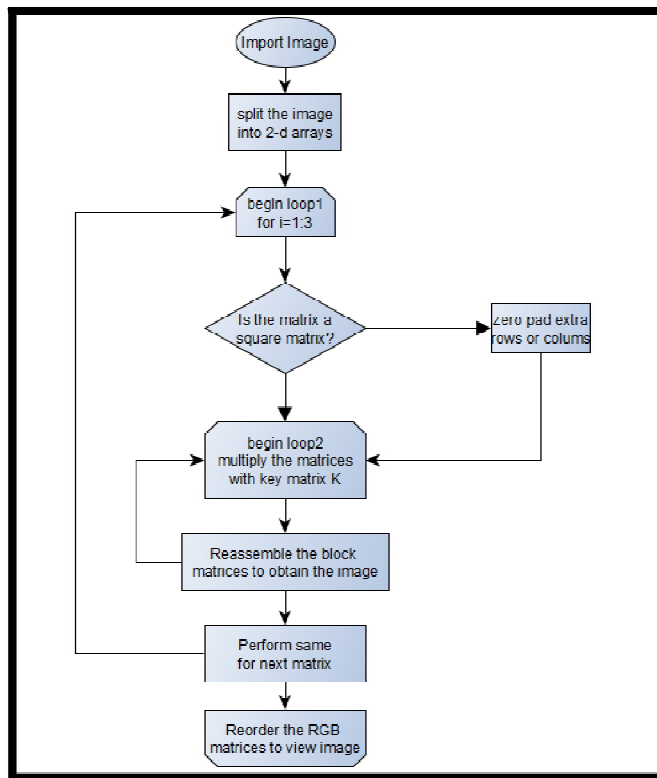 Import Image
split the image
into 2-d arrays
begin loop1
for i=1:3
Is the matrix a
square matrix?
zero pad extra
rows or colums
begin loop2
multiply the matrices
with key matrix K
Reassemble the block
matrices to obtain the image
Perform same
for next matrix
Reorder the RGB
matrices to view image